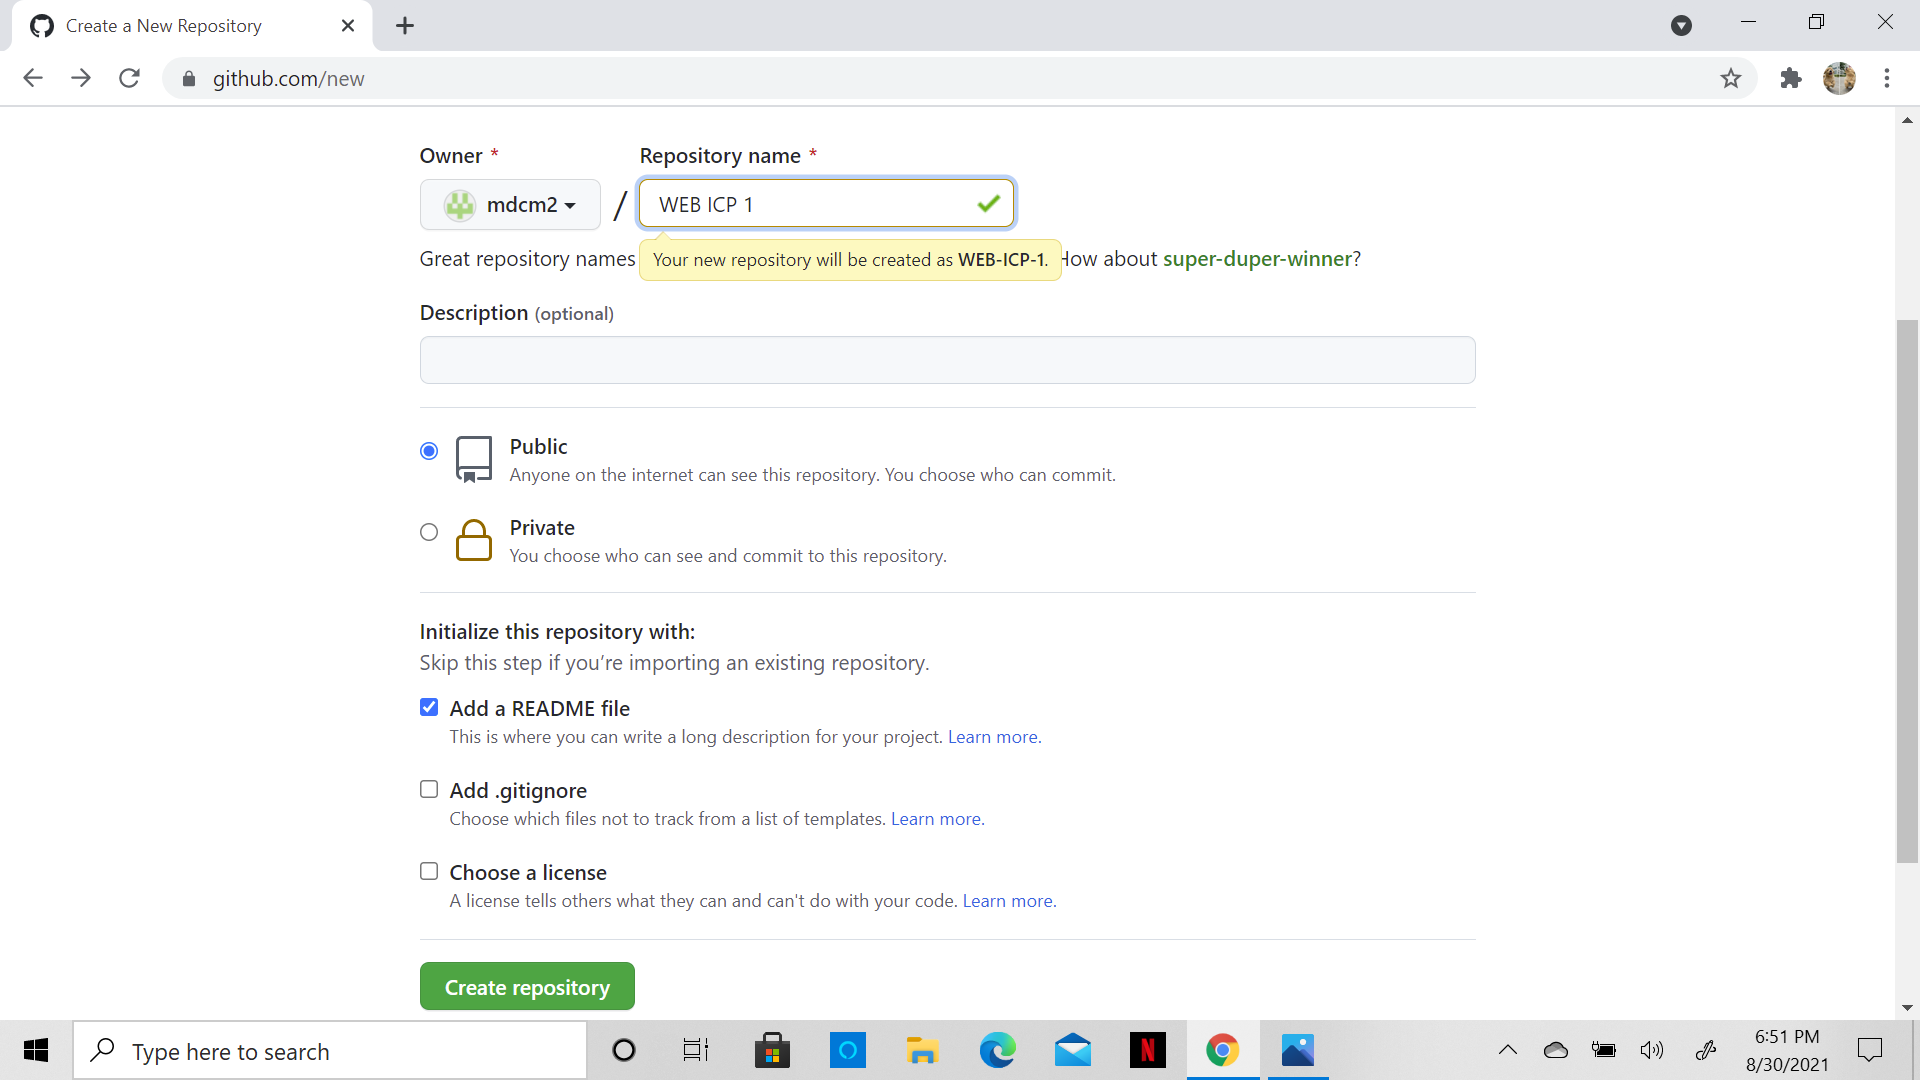 Create a New Repository
github.com/new
Owner *
Repository name *
mdcm2 / WEB ICP 1
Great repository names
Your new repository will be created as WEB-ICP-1.
How about super-duper-winner?
Description (optional)
Public
Anyone on the internet can see this repository. You choose who can commit.
Private
You choose who can see and commit to this repository.
Initialize this repository with:
Skip this step if you’re importing an existing repository.
Add a README file
This is where you can write a long description for your project. Learn more.
Add .gitignore
Choose which files not to track from a list of templates. Learn more.
Choose a license
A license tells others what they can and can't do with your code. Learn more.
Create repository
Type here to search
N
6:51 PM
8/30/2021